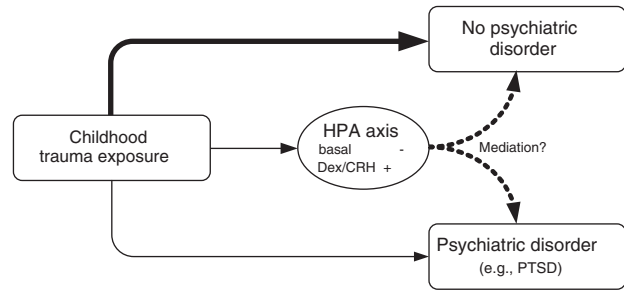 No psychiatric
disorder
Childhood
trauma exposure
HPA axis
basal -
Dex/CRH +
Mediation?
Psychiatric disorder
(e.g., PTSD)